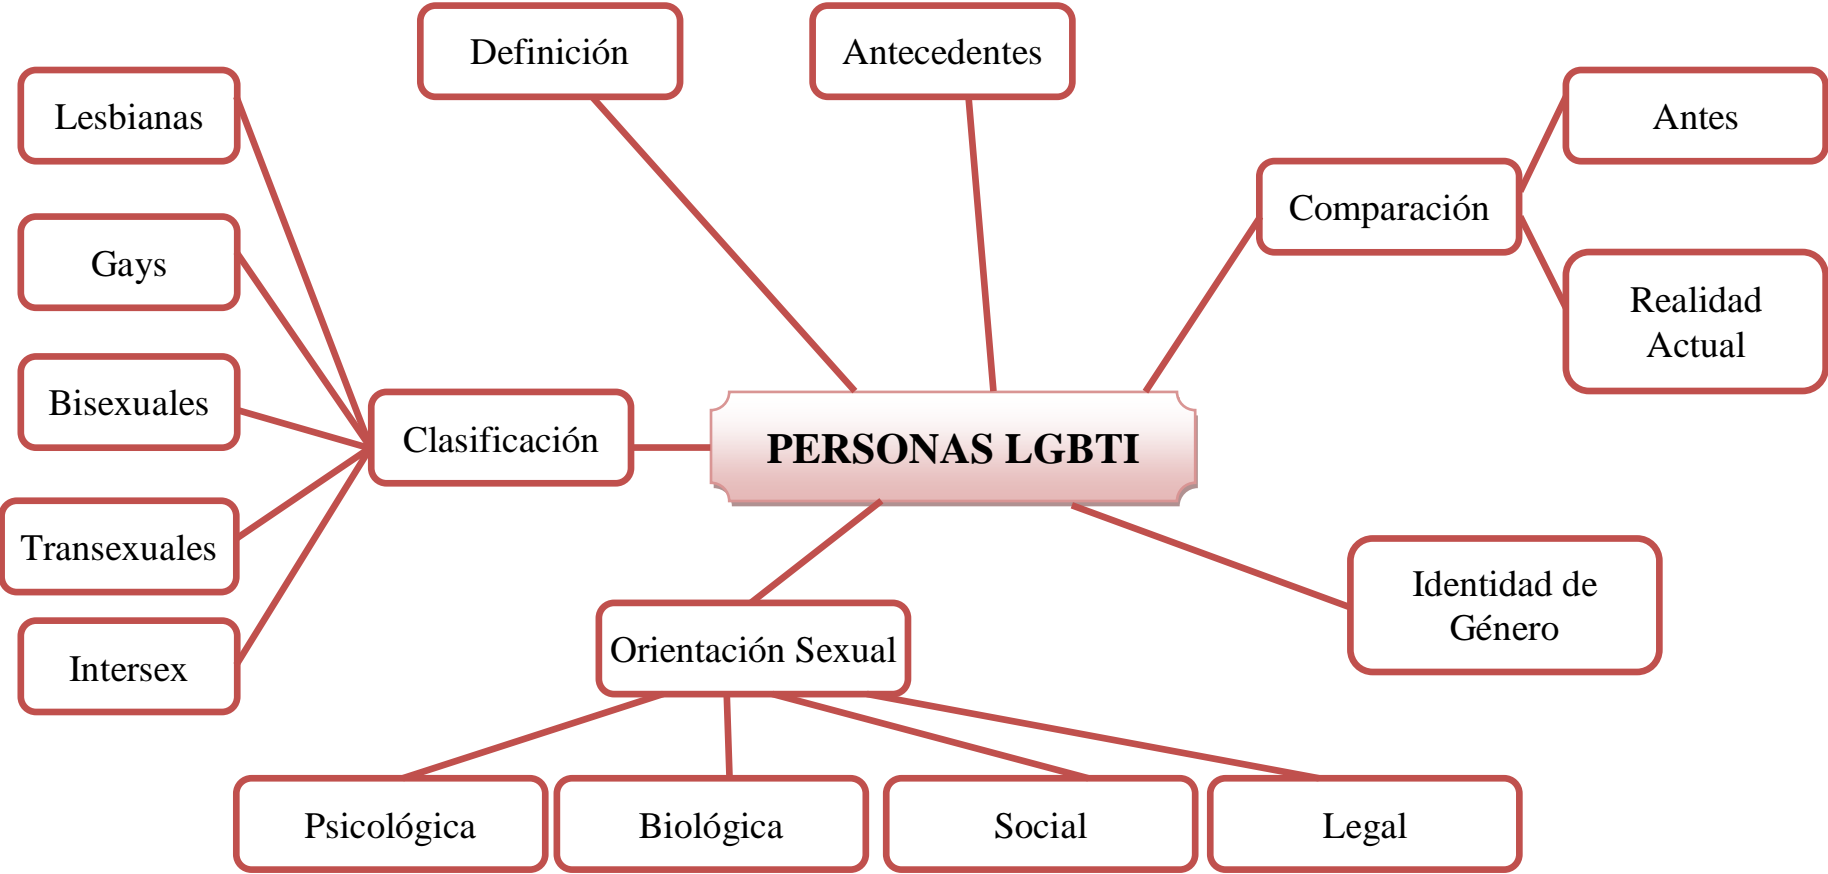 Definición
Antecedentes
Lesbianas
Antes
Comparación
Gays
Realidad
Actual
Bisexuales
Clasificación
PERSONAS LGBTI
Transexuales
Identidad de
Género
Orientación Sexual
Intersex
Psicológica
Biológica
Social
Legal